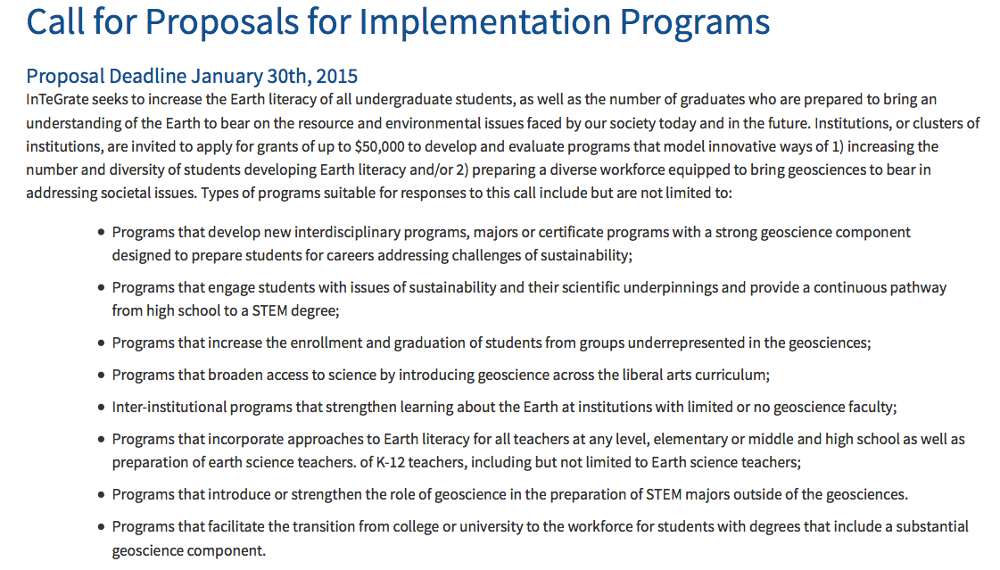 Call for Proposals for Implementation Programs
Proposal Deadline January 30th, 2015
InTeGrate seeks to increase the Earth literacy of all undergraduate students, as well as the number of graduates who are prepared to bring an
understanding of the Earth to bear on the resource and environmental issues faced by our society today and in the future. Institutions, or clusters of
institutions, are invited to apply for grants of up to $50,000 to develop and evaluate programs that model innovative ways of 1) increasing the
number and diversity of students developing Earth literacy and/or 2) preparing a diverse workforce equipped to bring geosciences to bear in
addressing societal issues. Types of programs suitable for responses to this call include but are not limited to:
• Programs that develop new interdisciplinary programs, majors or certificate programs with a strong geoscience component
designed to prepare students for careers addressing challenges of sustainability;
• Programs that engage students with issues of sustainability and their scientific underpinnings and provide a continuous pathway
from high school to a STEM degree;
• Programs that increase the enrollment and graduation of students from groups underrepresented in the geosciences;
• Programs that broaden access to science by introducing geoscience across the liberal arts curriculum;
• Inter-institutional programs that strengthen learning about the Earth at institutions with limited or no geoscience faculty;
• Programs that incorporate approaches to Earth literacy for all teachers at any level, elementary or middle and high school as well as
preparation of earth science teachers. of K-12 teachers, including but not limited to Earth science teachers;
• Programs that introduce or strengthen the role of geoscience in the preparation of STEM majors outside of the geosciences.
• Programs that facilitate the transition from college or university to the workforce for students with degrees that include a substantial
geoscience component.